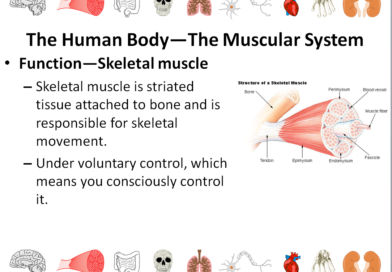 The Human Body—The Muscular System
• Function—Skeletal muscle
– Skeletal muscle is striated
tissue attached to bone and is
responsible for skeletal
movement.
– Under voluntary control, which
means you consciously control
it.
Structure of a Skeletal Muscle
Bone
Perimysium
Blood vessel
Muscle fiber
Fascicle
Endomysium
Epimysium
Tendon